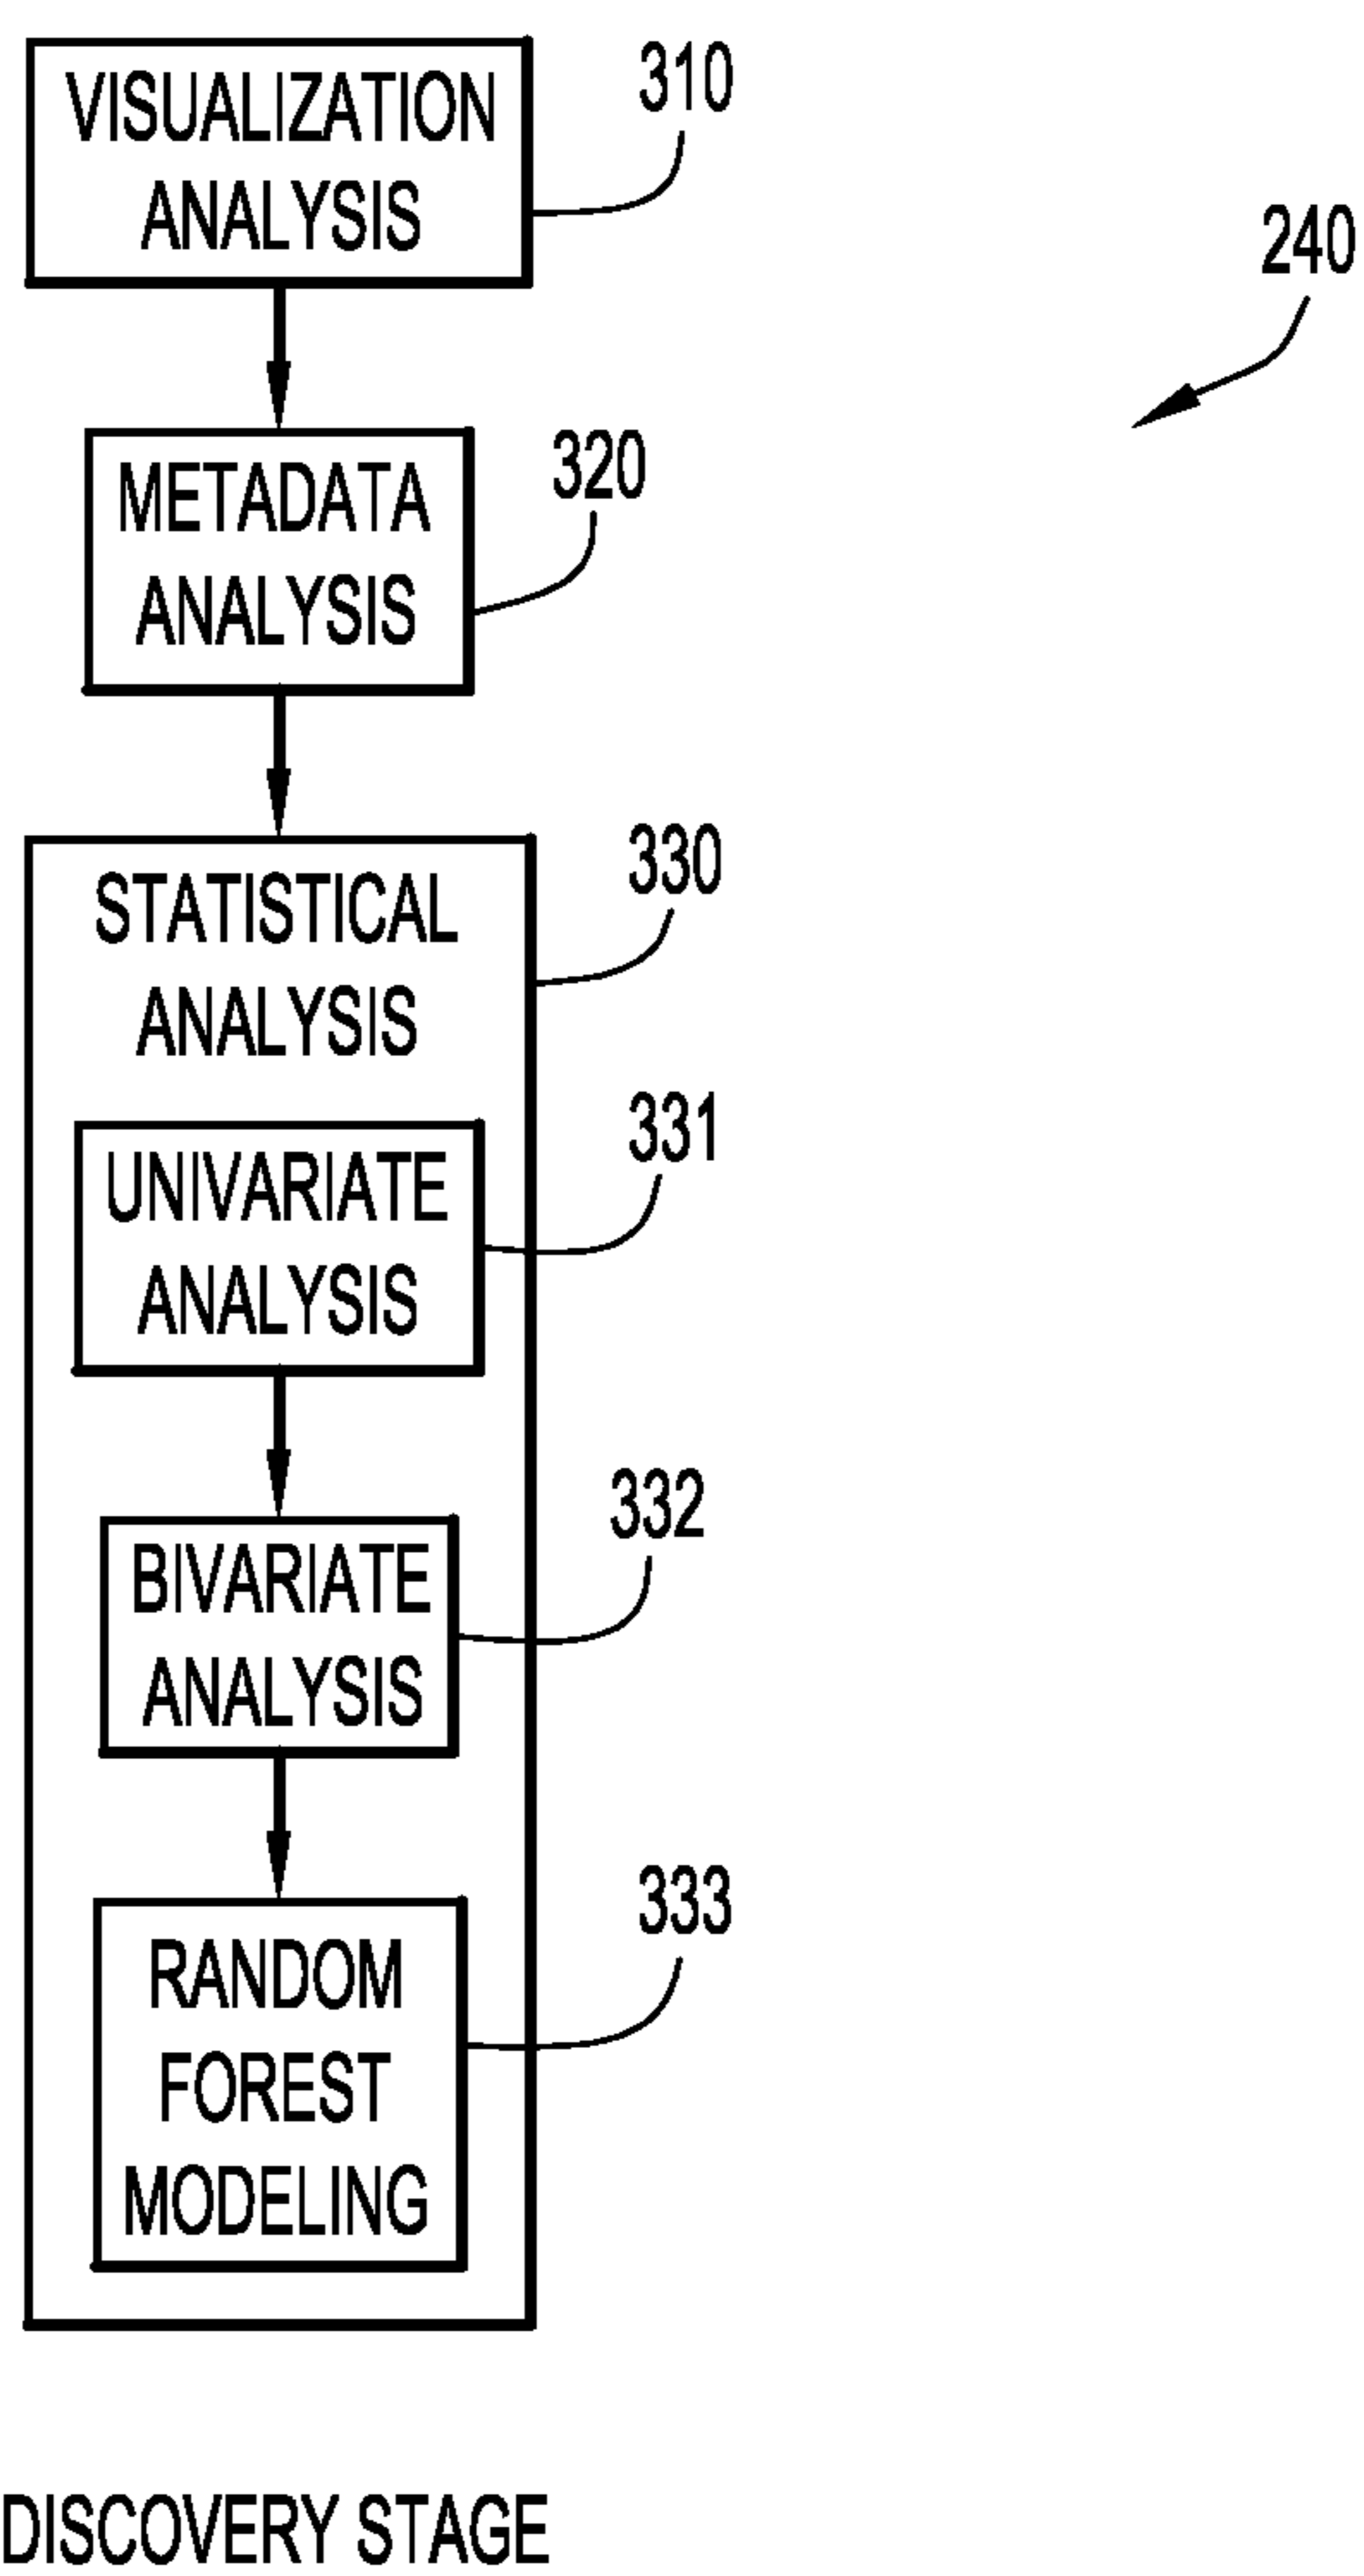 VISUALIZATION
ANALYSIS
310
240
METADATA
ANALYSIS
320
STATISTICAL
ANALYSIS
330
UNIVARIATE
ANALYSIS
331
BIVARIATE
ANALYSIS
332
RANDOM
FOREST
MODELING
333
DISCOVERY STAGE